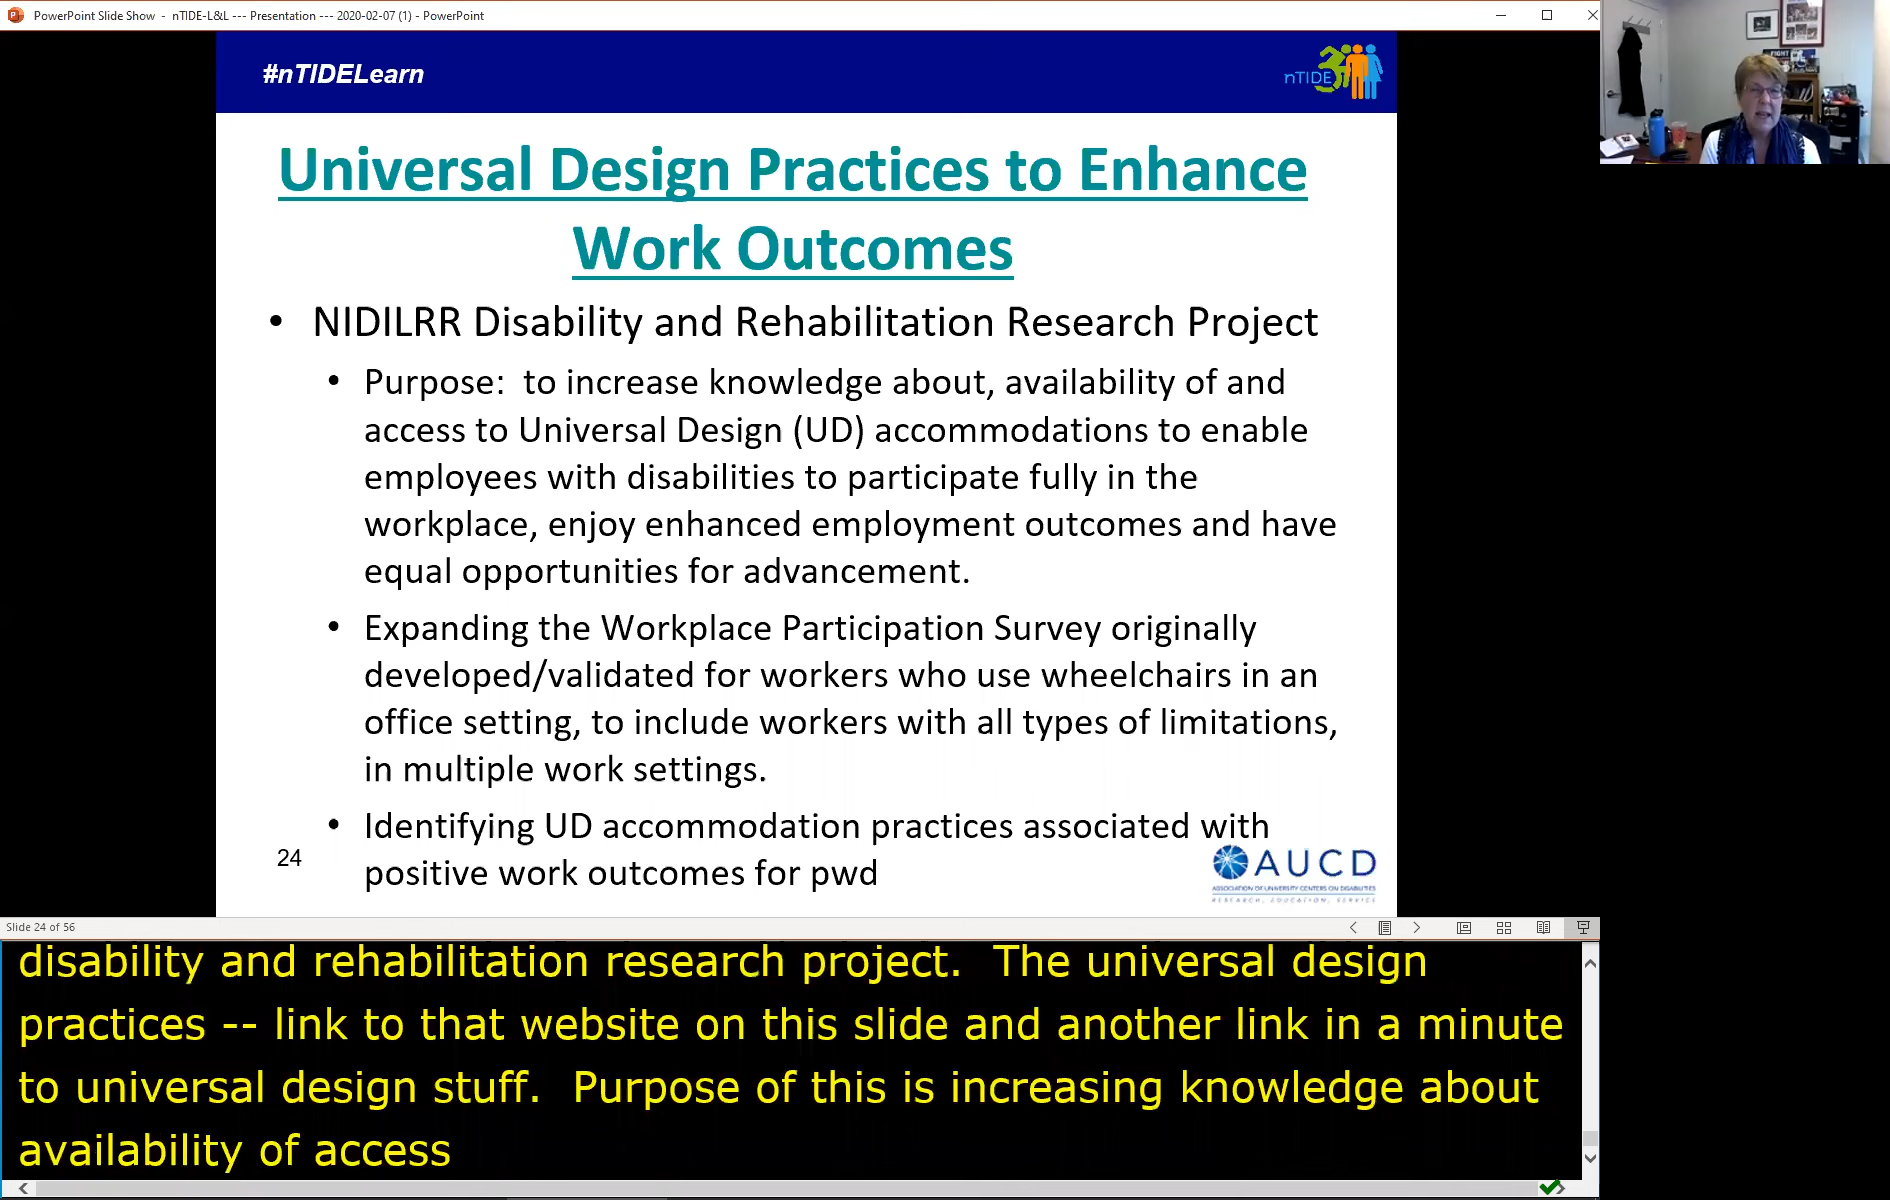 PowerPoint Slide Show - nTIDE-L&L --- Presentation --- 2020-02-07 (1) - PowerPoint
#nTIDELearn
nTIDE
FIGHT
Universal Design Practices to Enhance
Work Outcomes
• NIDILRR Disability and Rehabilitation Research Project
• Purpose: to increase knowledge about, availability of and
access to Universal Design (UD) accommodations to enable
employees with disabilities to participate fully in the
workplace, enjoy enhanced employment outcomes and have
equal opportunities for advancement.
• Expanding the Workplace Participation Survey originally
developed/validated for workers who use wheelchairs in an
office setting, to include workers with all types of limitations,
in multiple work settings.
• Identifying UD accommodation practices associated with
positive work outcomes for pwd
24
AUCD
ASSOCIATION OF UNIVERSITY CENTERS ON DISABILITIES
RESEARCH, EDUCATION, SERVICE
Slide 24 of 56
disability and rehabilitation research project. The universal design
practices -- link to that website on this slide and another link in a minute
to universal design stuff. Purpose of this is increasing knowledge about
availability of access